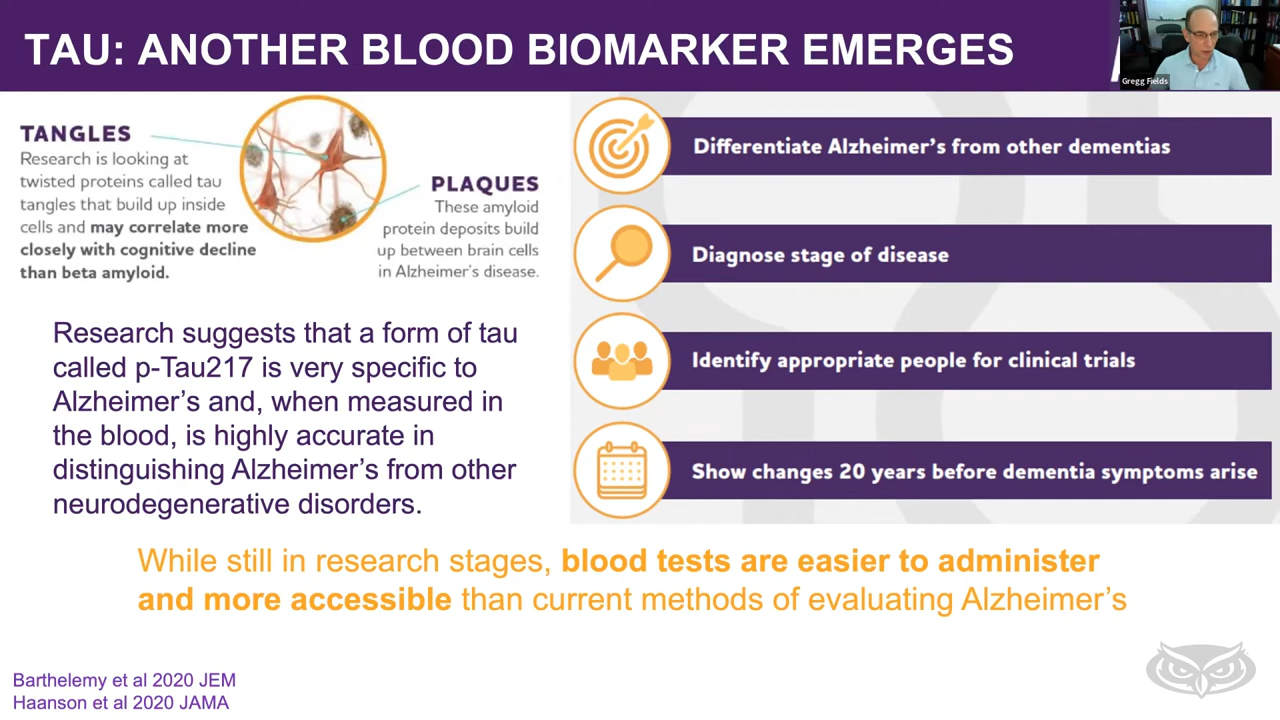 TAU: ANOTHER BLOOD BIOMARKER EMERGES
Gregg Fields
TANGLES
Research is looking at
twisted proteins called tau
tangles that build up inside
cells and may correlate more
closely with cognitive decline
than beta amyloid.
PLAQUES
These amyloid
protein deposits build
up between brain cells
in Alzheimer's disease.
Research suggests that a form of tau
called p-Tau217 is very specific to
Alzheimer's and, when measured in
the blood, is highly accurate in
distinguishing Alzheimer's from other
neurodegenerative disorders.
Differentiate Alzheimer's from other dementias
Diagnose stage of disease
Identify appropriate people for clinical trials
Show changes 20 years before dementia symptoms arise
While still in research stages, blood tests are easier to administer
and more accessible than current methods of evaluating Alzheimer's
Barthelemy et al 2020 JEM
Haanson et al 2020 JAMA